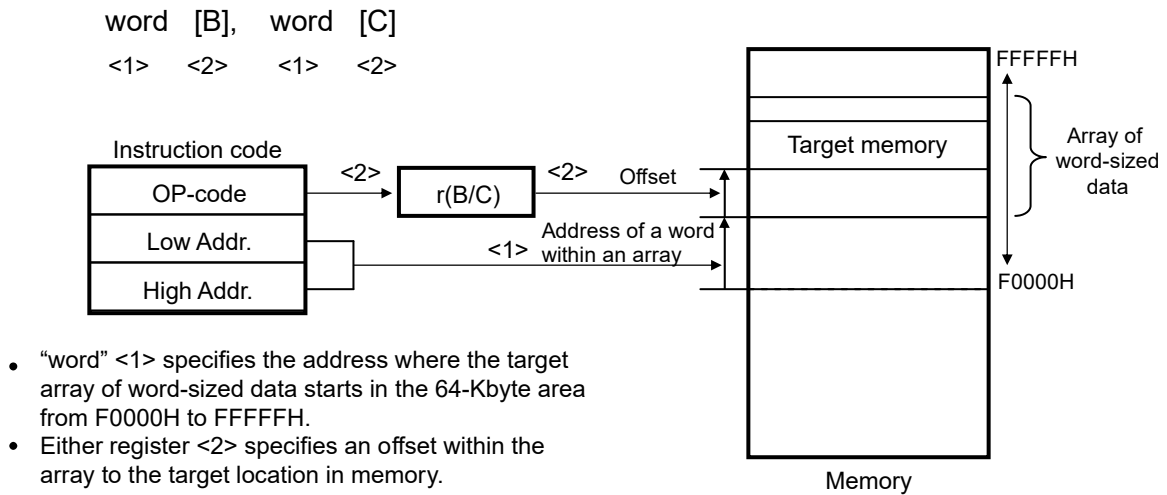 word [B], word [C]
<1> <2> <1> <2>
Instruction code
OP-code
Low Addr.
High Addr.
<2>
r(B/C)
<2>
Offset
<1>
Address of a word
within an array
Target memory
FFFFFH
Array of
word-sized
data
F0000H
Memory
• “word” <1> specifies the address where the target
array of word-sized data starts in the 64-Kbyte area
from F0000H to FFFFFH.
• Either register <2> specifies an offset within the
array to the target location in memory.